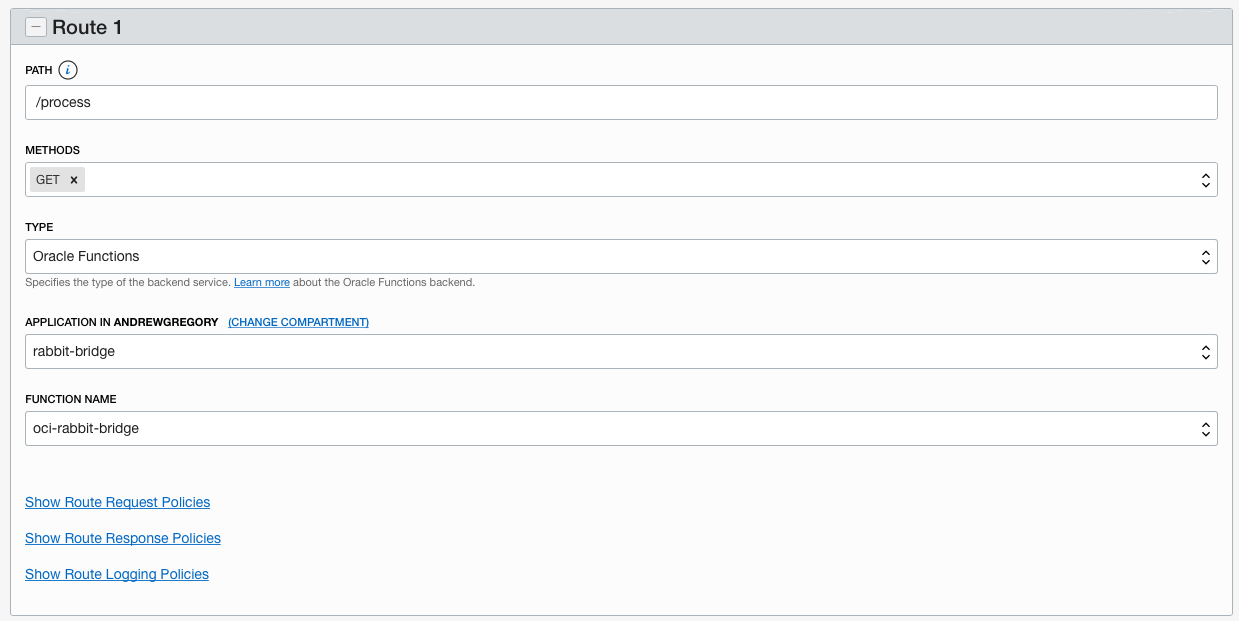 Route 1
PATH i
/process
METHODS
GET ×
TYPE
Oracle Functions
Specifies the type of the backend service. Learn more about the Oracle Functions backend.
APPLICATION IN ANDREWGREGORY (CHANGE COMPARTMENT)
rabbit-bridge
FUNCTION NAME
oci-rabbit-bridge
Show Route Request Policies
Show Route Response Policies
Show Route Logging Policies